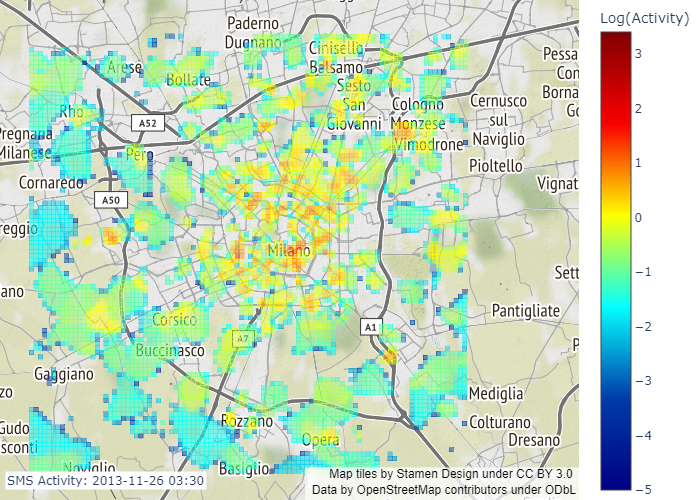 Log(Activity)
3
2
1
0
−1
−2
−3
−4
−5
Paderno
Dugnano
Cinisello
Balsamo
Arese
Bollate
Sesto
San
Giovanni
Cologno
Monzese
Cernusco
sul
Naviglio
Pessa
Con
Borna
Go
Rho
A52
Pregnana
Milanese
Pero
Vimodrone
Pioltello
Cornaredo
Vignat
A50
reggio
Milano
Sett
ano
Pantigliate
Corsico
A7
A1
P
Buccinasco
Gaggiano
zo
Mediglia
Rozzano
Colturano
Gudo
sconti
Opera
Dresano
Noviglio
Basiglio
SMS Activity: 2013-11-26 03:30
Map tiles by Stamen Design under CC BY 3.0
Data by OpenStreetMap contributors under ODbL